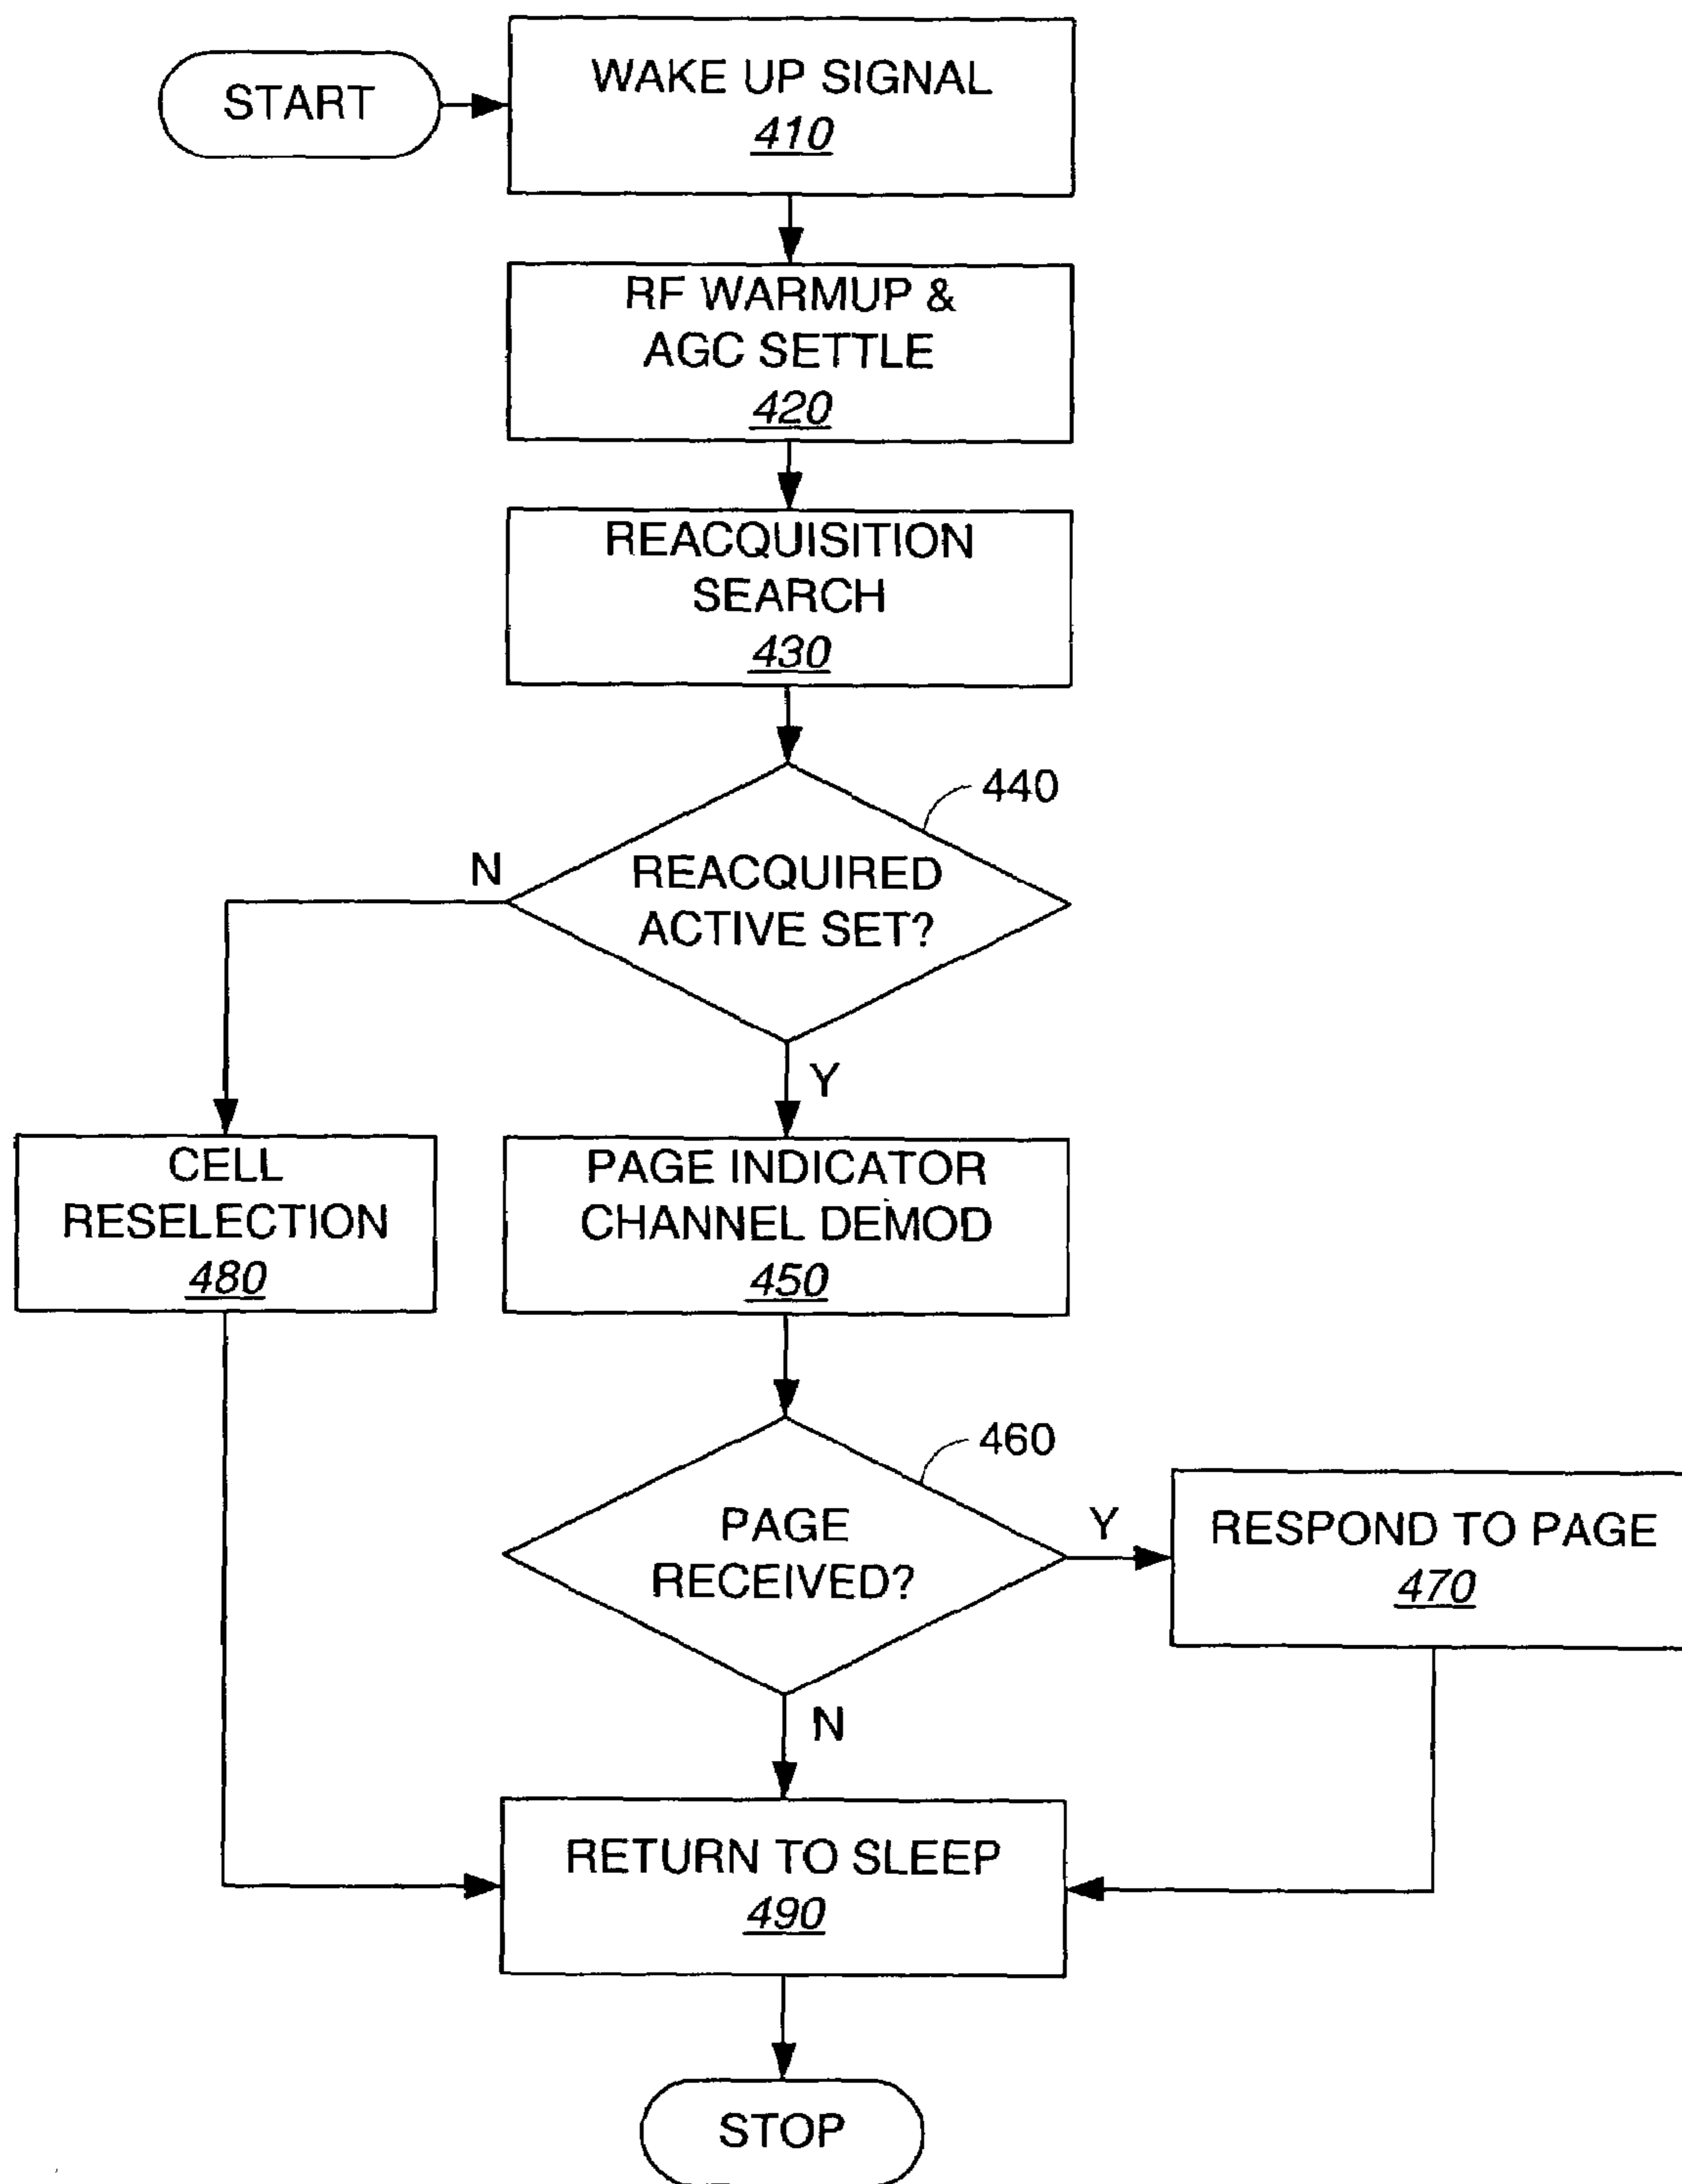 START
WAKE UP SIGNAL
410
RF WARMUP &
AGC SETTLE
420
REACQUISITION
SEARCH
430
440
N
REACQUIRED
ACTIVE SET?
Y
CELL
RESELECTION
480
PAGE INDICATOR
CHANNEL DEMOD
450
460
PAGE
RECEIVED?
Y
RESPOND TO PAGE
470
N
RETURN TO SLEEP
490
STOP